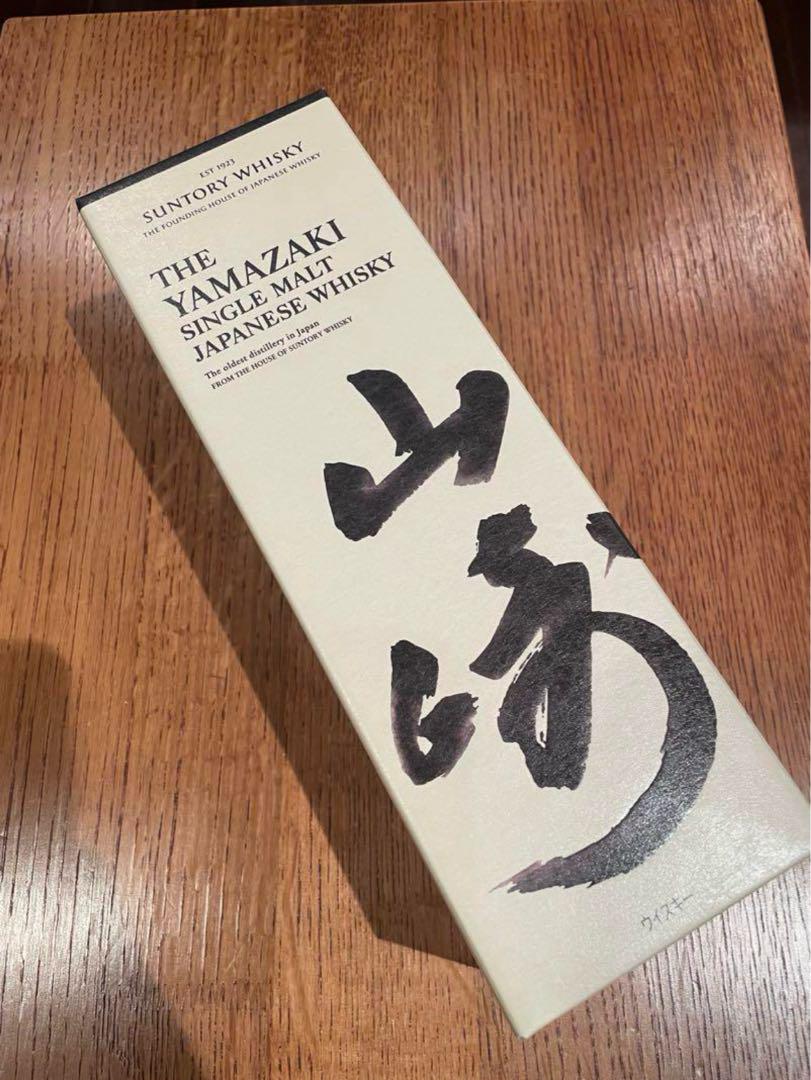 EST 1923
SUNTORY WHISKY
THE FOUNDING HOUSE OF JAPANESE WHISKY
THE
YAMAZAKI
SINGLE MALT
JAPANESE WHISKY
The oldest distillery in Japan
FROM THE HOUSE OF SUNTORY WHISKY
山崎
ウイスキー